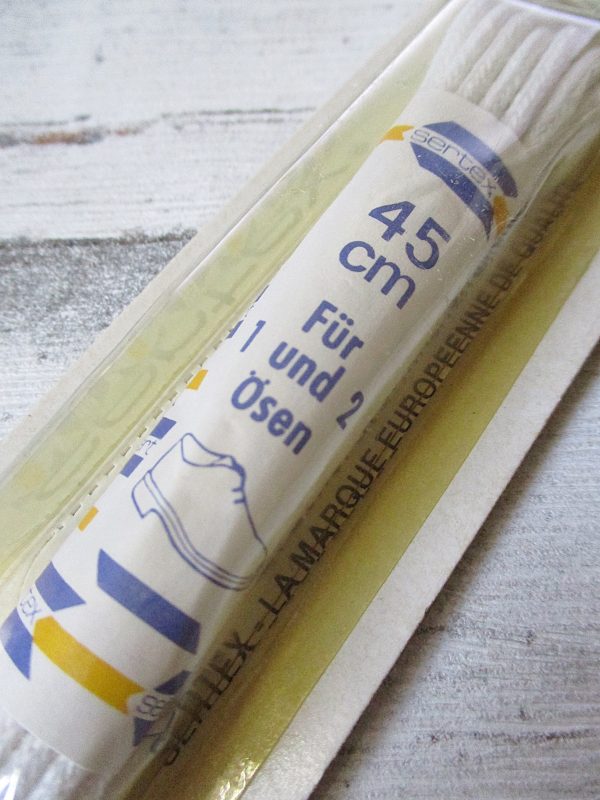 sertex
45
cm
Für
1 und 2
Ösen
SERTEX - LA MARQUE EUROPEENNE DE QUALITE